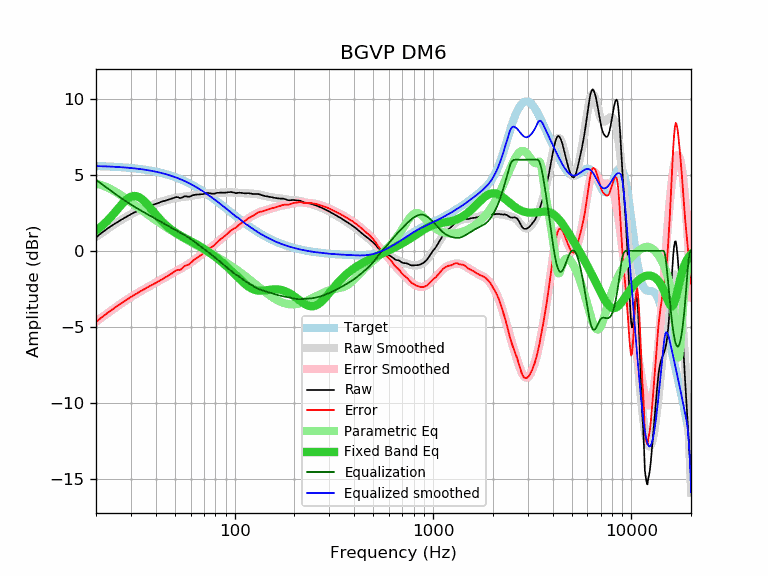 BGVP DM6
10
5
0
−5
−10
−15
Amplitude (dBr)
Target
Raw Smoothed
Error Smoothed
Raw
Error
Parametric Eq
Fixed Band Eq
Equalization
Equalized smoothed
100
1000
10000
Frequency (Hz)